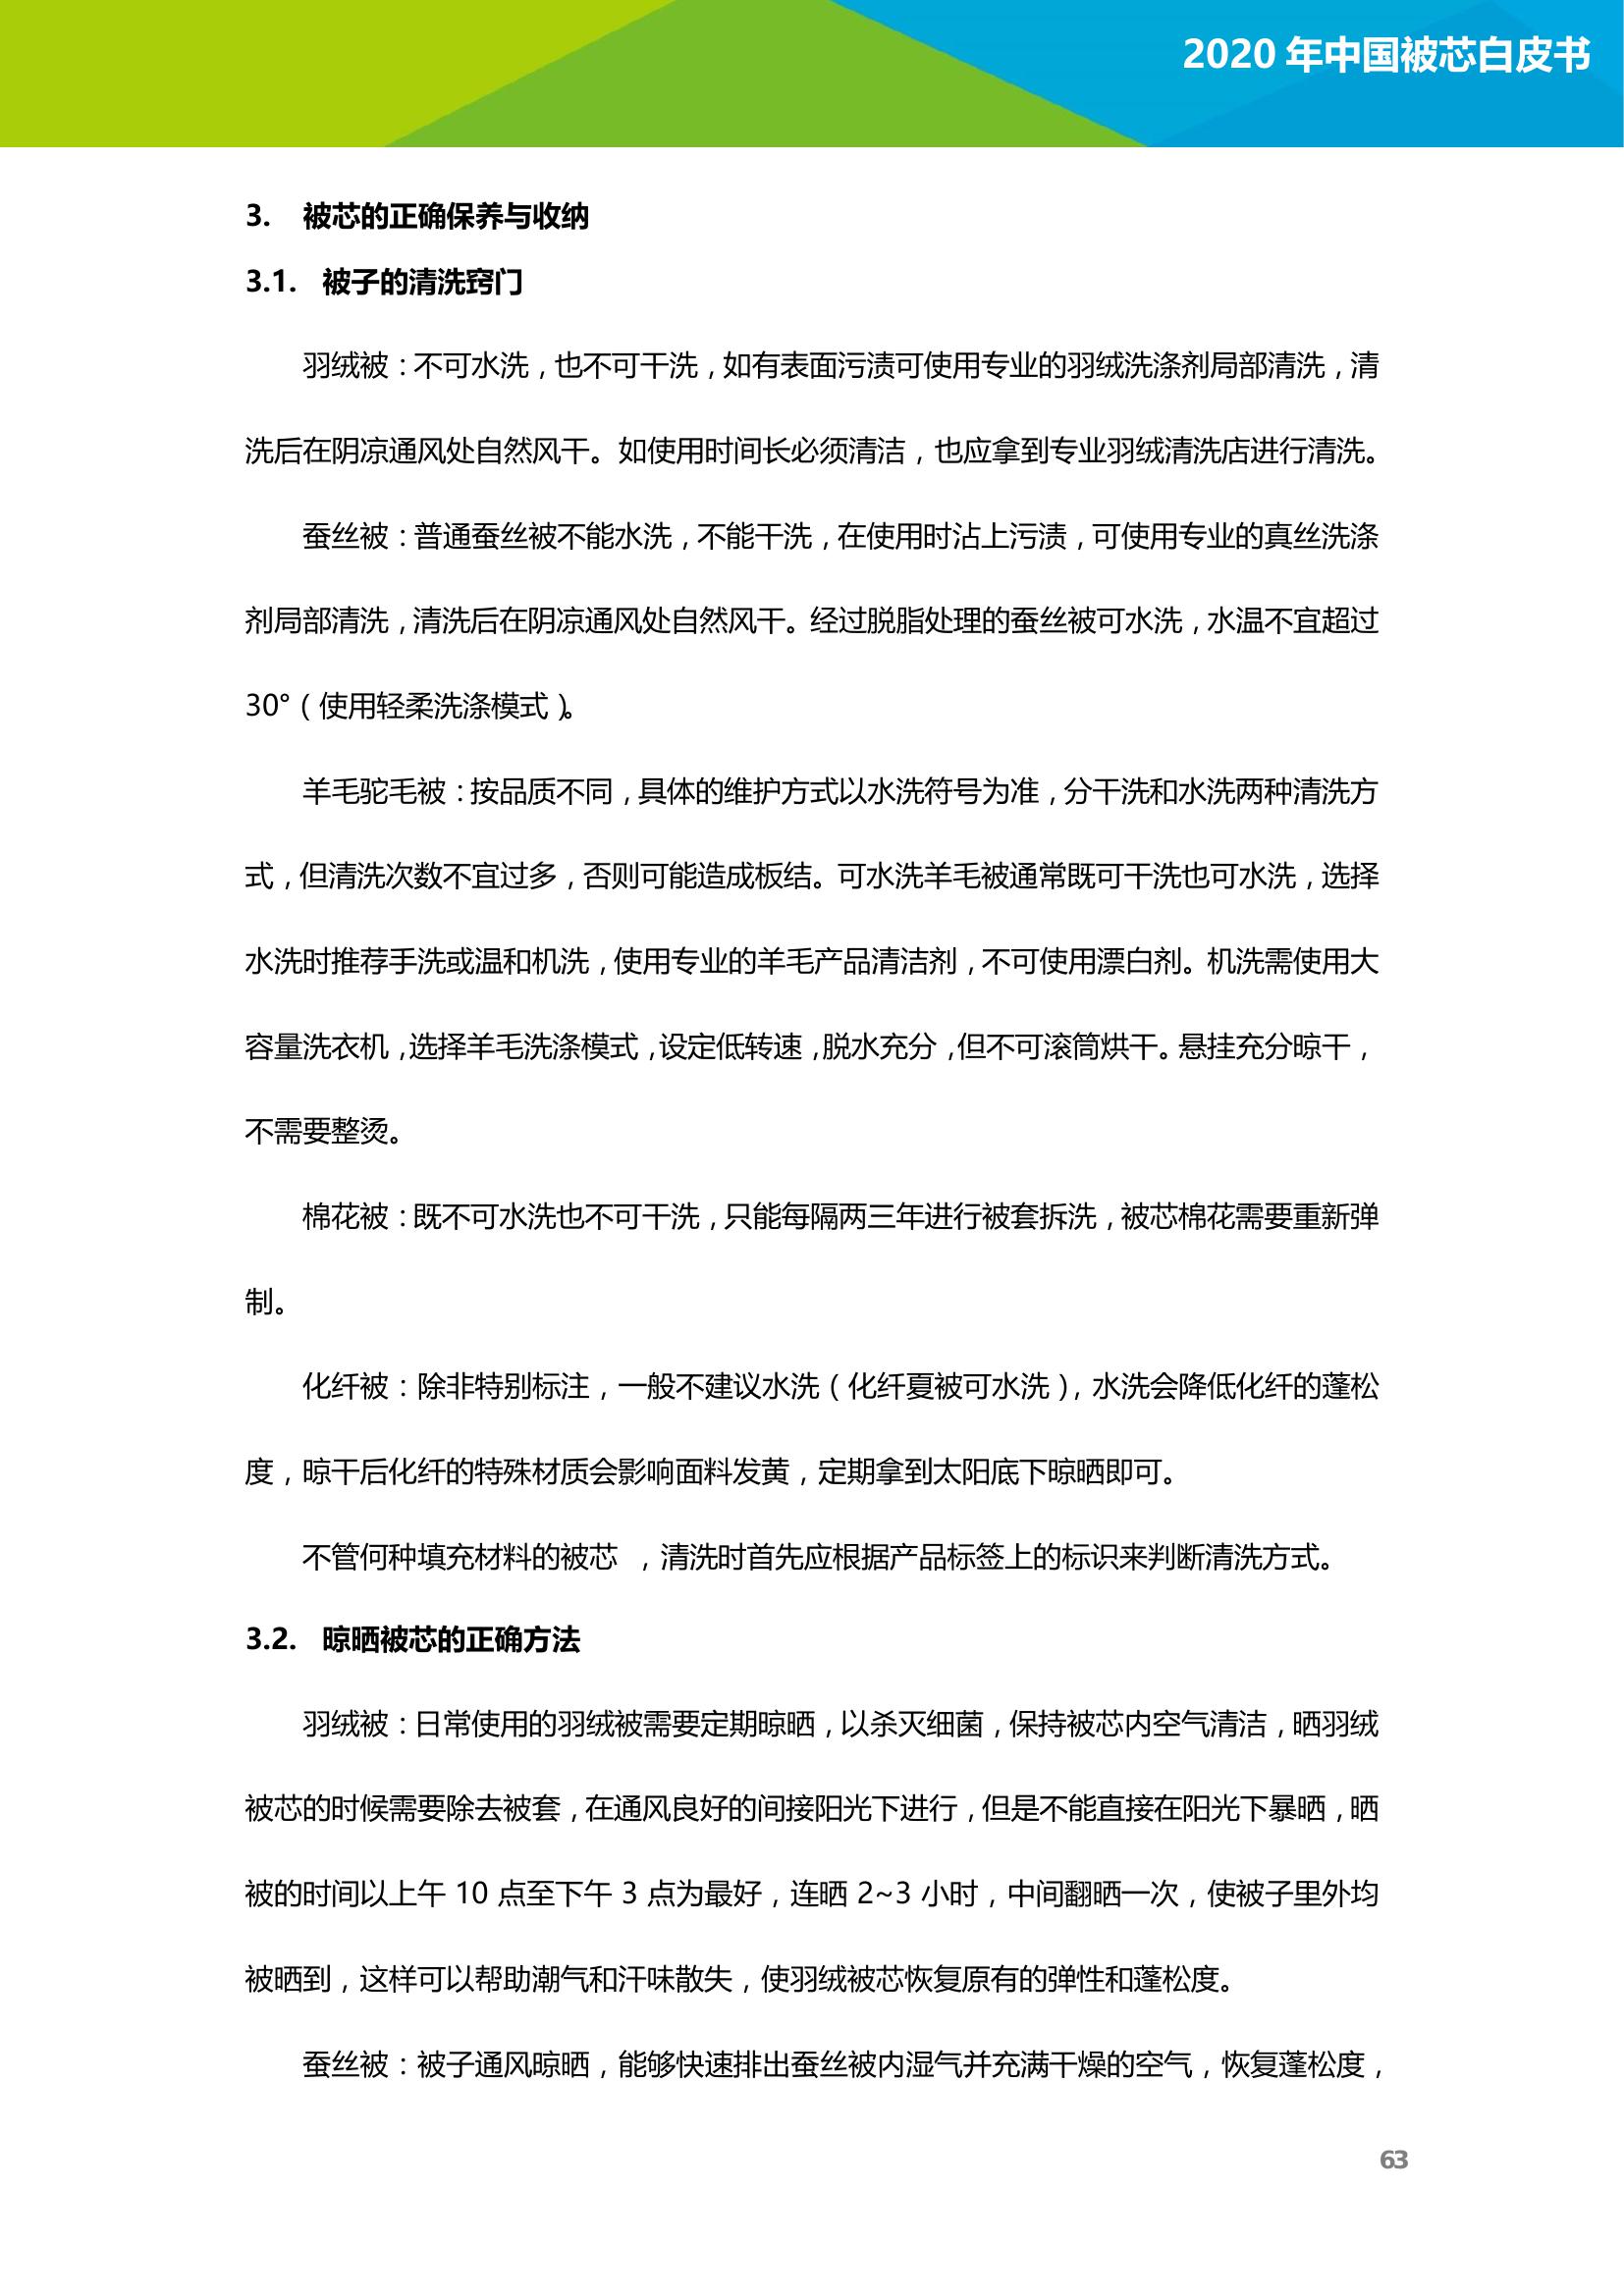 2020 年中国被芯白皮书
3. 被芯的正确保养与收纳
3.1. 被子的清洗窍门
羽绒被：不可水洗，也不可干洗，如有表面污渍可使用专业的羽绒洗涤剂局部清洗，清
洗后在阴凉通风处自然风干。如使用时间长必须清洁，也应拿到专业羽绒清洗店进行清洗。
蚕丝被：普通蚕丝被不能水洗，不能干洗，在使用时沾上污渍，可使用专业的真丝洗涤
剂局部清洗，清洗后在阴凉通风处自然风干。经过脱脂处理的蚕丝被可水洗，水温不宜超过
30°（使用轻柔洗涤模式）。
羊毛驼毛被：按品质不同，具体的维护方式以水洗符号为准，分干洗和水洗两种清洗方
式，但清洗次数不宜过多，否则可能造成板结。可水洗羊毛被通常既可干洗也可水洗，选择
水洗时推荐手洗或温和机洗，使用专业的羊毛产品清洁剂，不可使用漂白剂。机洗需使用大
容量洗衣机，选择羊毛洗涤模式，设定低转速，脱水充分，但不可滚筒烘干。悬挂充分晾干，
不需要整烫。
棉花被：既不可水洗也不可干洗，只能每隔两三年进行被套拆洗，被芯棉花需要重新弹
制。
化纤被：除非特别标注，一般不建议水洗（化纤夏被可水洗），水洗会降低化纤的蓬松
度，晾干后化纤的特殊材质会影响面料发黄，定期拿到太阳底下晾晒即可。
不管何种填充材料的被芯 ，清洗时首先应根据产品标签上的标识来判断清洗方式。
3.2. 晾晒被芯的正确方法
羽绒被：日常使用的羽绒被需要定期晾晒，以杀灭细菌，保持被芯内空气清洁，晒羽绒
被芯的时候需要除去被套，在通风良好的间接阳光下进行，但是不能直接在阳光下暴晒，晒
被的时间以上午 10 点至下午 3 点为最好，连晒 2~3 小时，中间翻晒一次，使被子里外均
被晒到，这样可以帮助潮气和汗味散失，使羽绒被芯恢复原有的弹性和蓬松度。
蚕丝被：被子通风晾晒，能够快速排出蚕丝被内湿气并充满干燥的空气，恢复蓬松度，
63